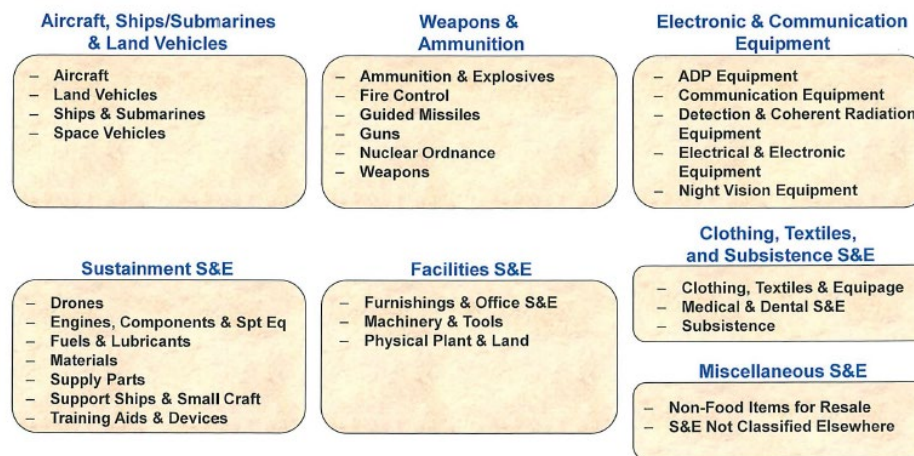 Aircraft, Ships/Submarines
& Land Vehicles
– Aircraft
– Land Vehicles
– Ships & Submarines
– Space Vehicles
Weapons &
Ammunition
– Ammunition & Explosives
– Fire Control
– Guided Missiles
– Guns
– Nuclear Ordnance
– Weapons
Electronic & Communication
Equipment
– ADP Equipment
– Communication Equipment
– Detection & Coherent Radiation
Equipment
– Electrical & Electronic
Equipment
– Night Vision Equipment
Sustainment S&E
– Drones
– Engines, Components & Spt Eq
– Fuels & Lubricants
– Materials
– Supply Parts
– Support Ships & Small Craft
– Training Aids & Devices
Facilities S&E
– Furnishings & Office S&E
– Machinery & Tools
– Physical Plant & Land
Clothing, Textiles,
and Subsistence S&E
– Clothing, Textiles & Equipage
– Medical & Dental S&E
– Subsistence
Miscellaneous S&E
– Non-Food Items for Resale
– S&E Not Classified Elsewhere